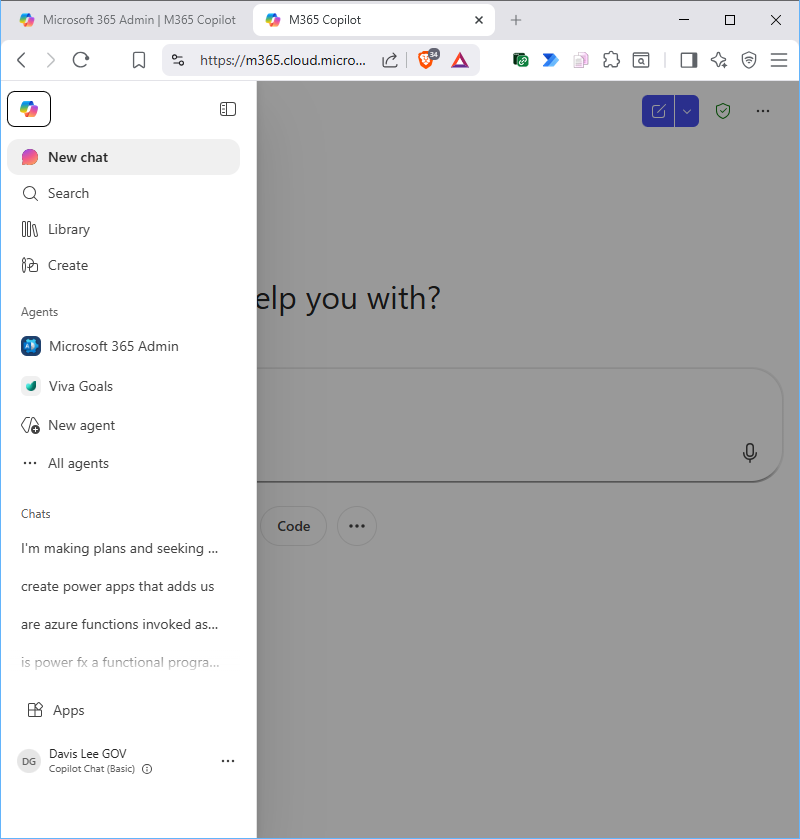 Microsoft 365 Admin | M365 Copilot
M365 Copilot
https://m365.cloud.micro...
34
New chat
Search
Library
Create
Agents
Microsoft 365 Admin
Viva Goals
New agent
All agents
Chats
I'm making plans and seeking ...
create power apps that adds us
are azure functions invoked as...
is power fx a functional progra...
Apps
DG
Davis Lee GOV
Copilot Chat (Basic)
elp you with?
Code